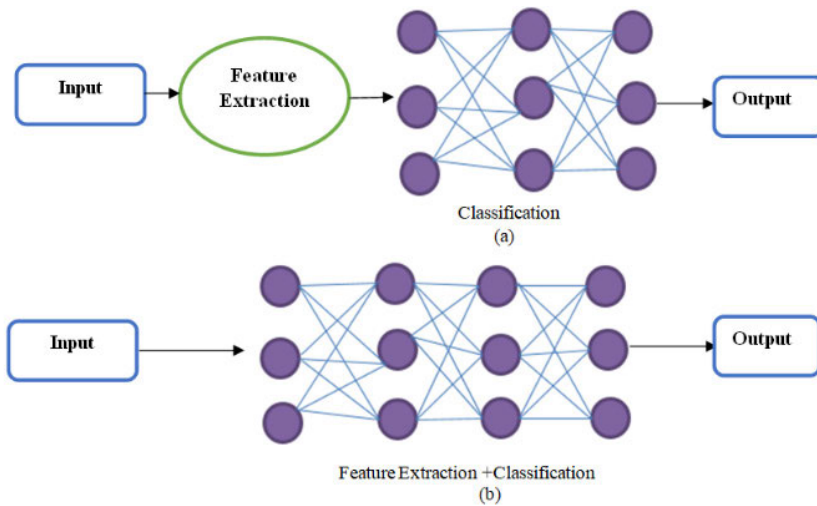 Input
Feature
Extraction
Output
Classification
(a)
Input
Output
Feature Extraction +Classification
(b)